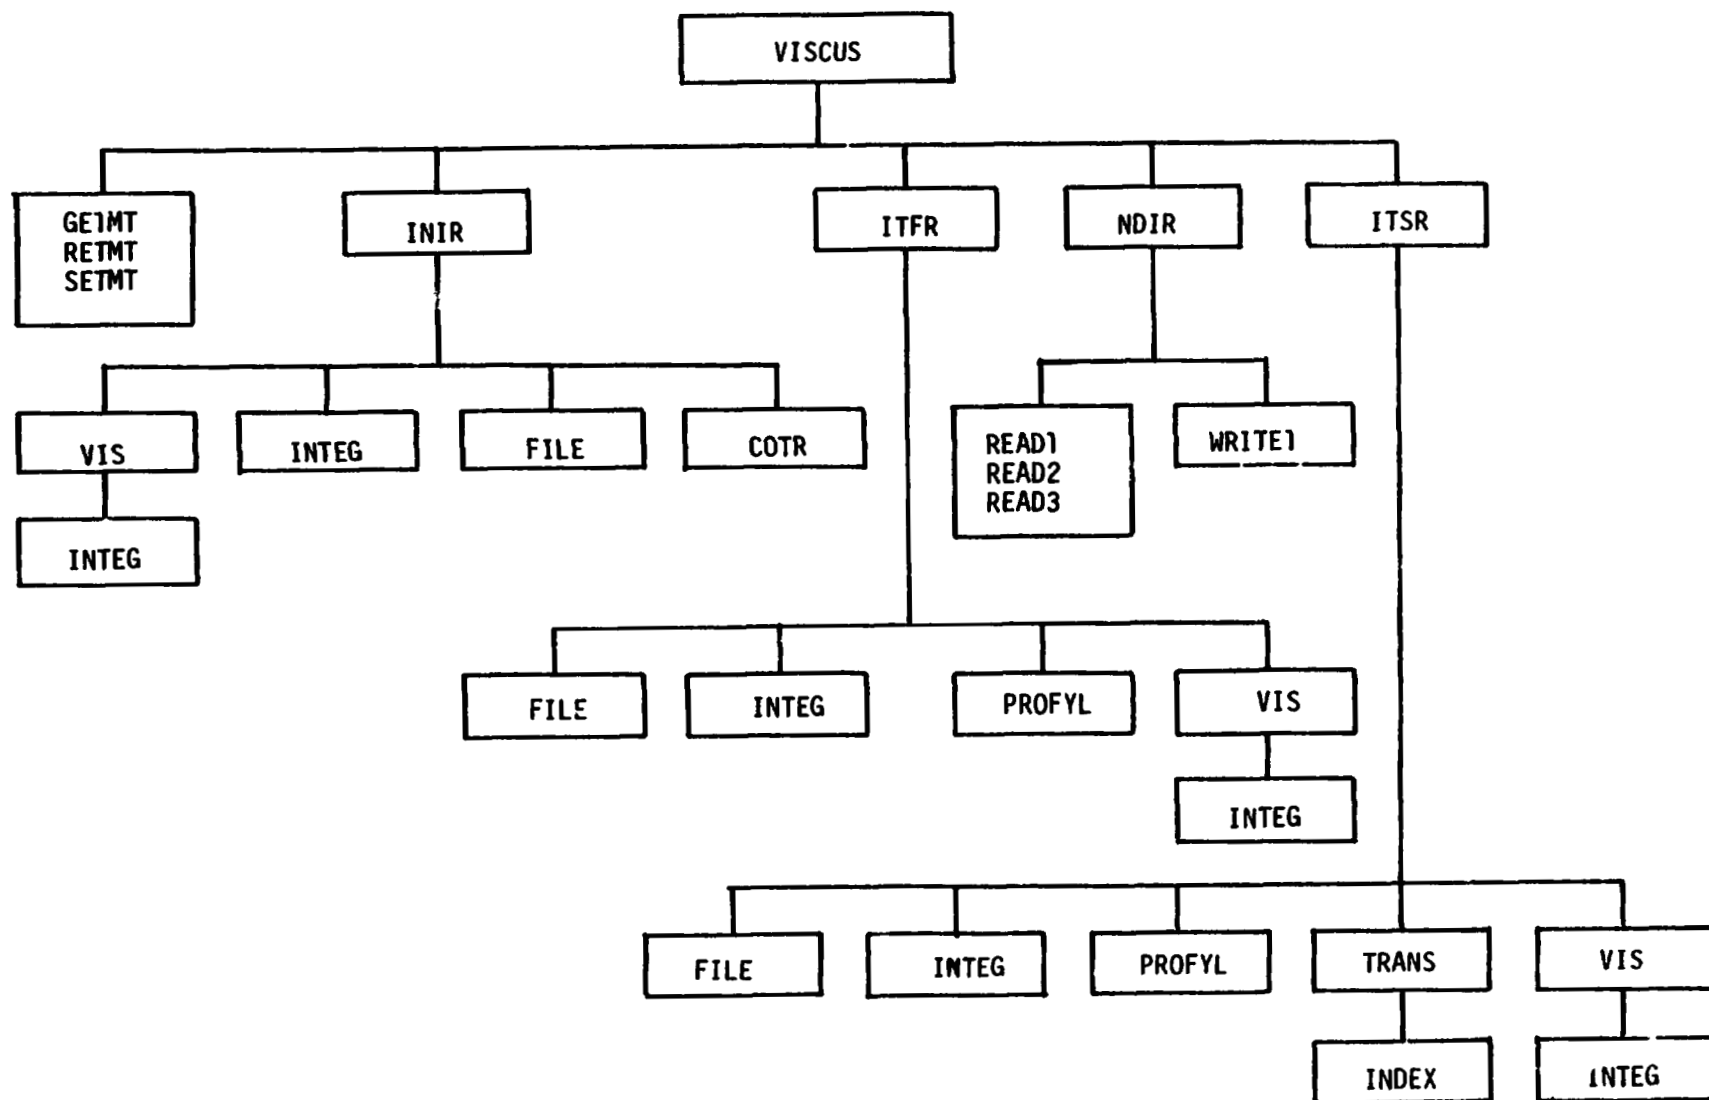 VISCUS
GETMT
RETMT
SETMT
INIR
ITFR
NDIR
ITSR
VIS
INTEG
FILE
COTR
READ1
READ2
READ3
WRITE1
INTEG
FILE
INTEG
PROFYL
VIS
INTEG
FILE
INTEG
PROFYL
TRANS
VIS
INDEX
INTEG